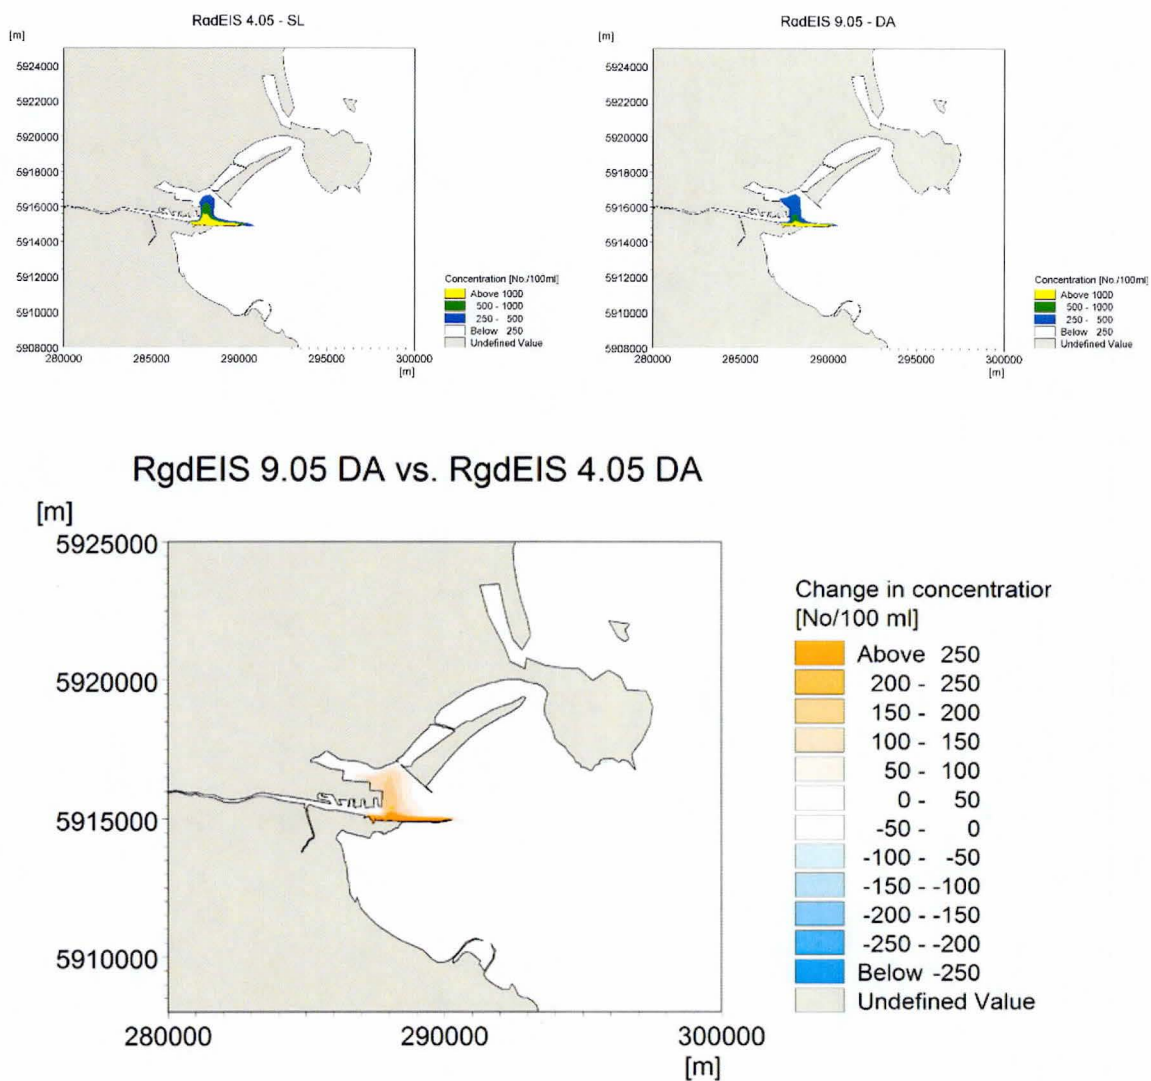 RgdEIS 4.05 - SL
[m]
5924000
5922000
5920000
5918000
5916000
5914000
5912000
5910000
5908000
280000 285000 290000 295000 300000
[m]
Concentration [No./100ml]
Above 1000
500 - 1000
250 - 500
Below 250
Undefined Value
RgdEIS 9.05 - DA
[m]
5924000
5922000
5920000
5918000
5916000
5914000
5912000
5910000
5908000
280000 285000 290000 295000 300000
[m]
Concentration [No./100ml]
Above 1000
500 - 1000
250 - 500
Below 250
Undefined Value
RgdEIS 9.05 DA vs. RgdEIS 4.05 DA
[m]
5925000
5920000
5915000
5910000
280000 290000 300000
[m]
Change in concentratior
[No/100 ml]
Above 250
200 - 250
150 - 200
100 - 150
50 - 100
0 - 50
-50 - 0
-100 - -50
-150 - -100
-200 - -150
-250 - -200
Below -250
Undefined Value